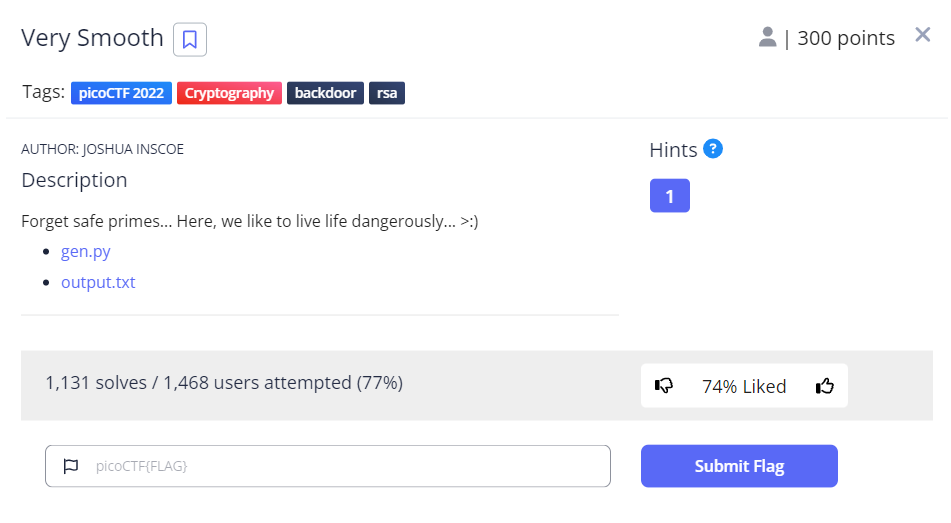 Very Smooth
| 300 points
Tags: picoCTF 2022 Cryptography backdoor rsa
AUTHOR: JOSHUA INSCOE
Hints ?
Description
1
Forget safe primes... Here, we like to live life dangerously... >:)
gen.py
output.txt
1,131 solves / 1,468 users attempted (77%)
74% Liked
picoCTF{FLAG}
Submit Flag